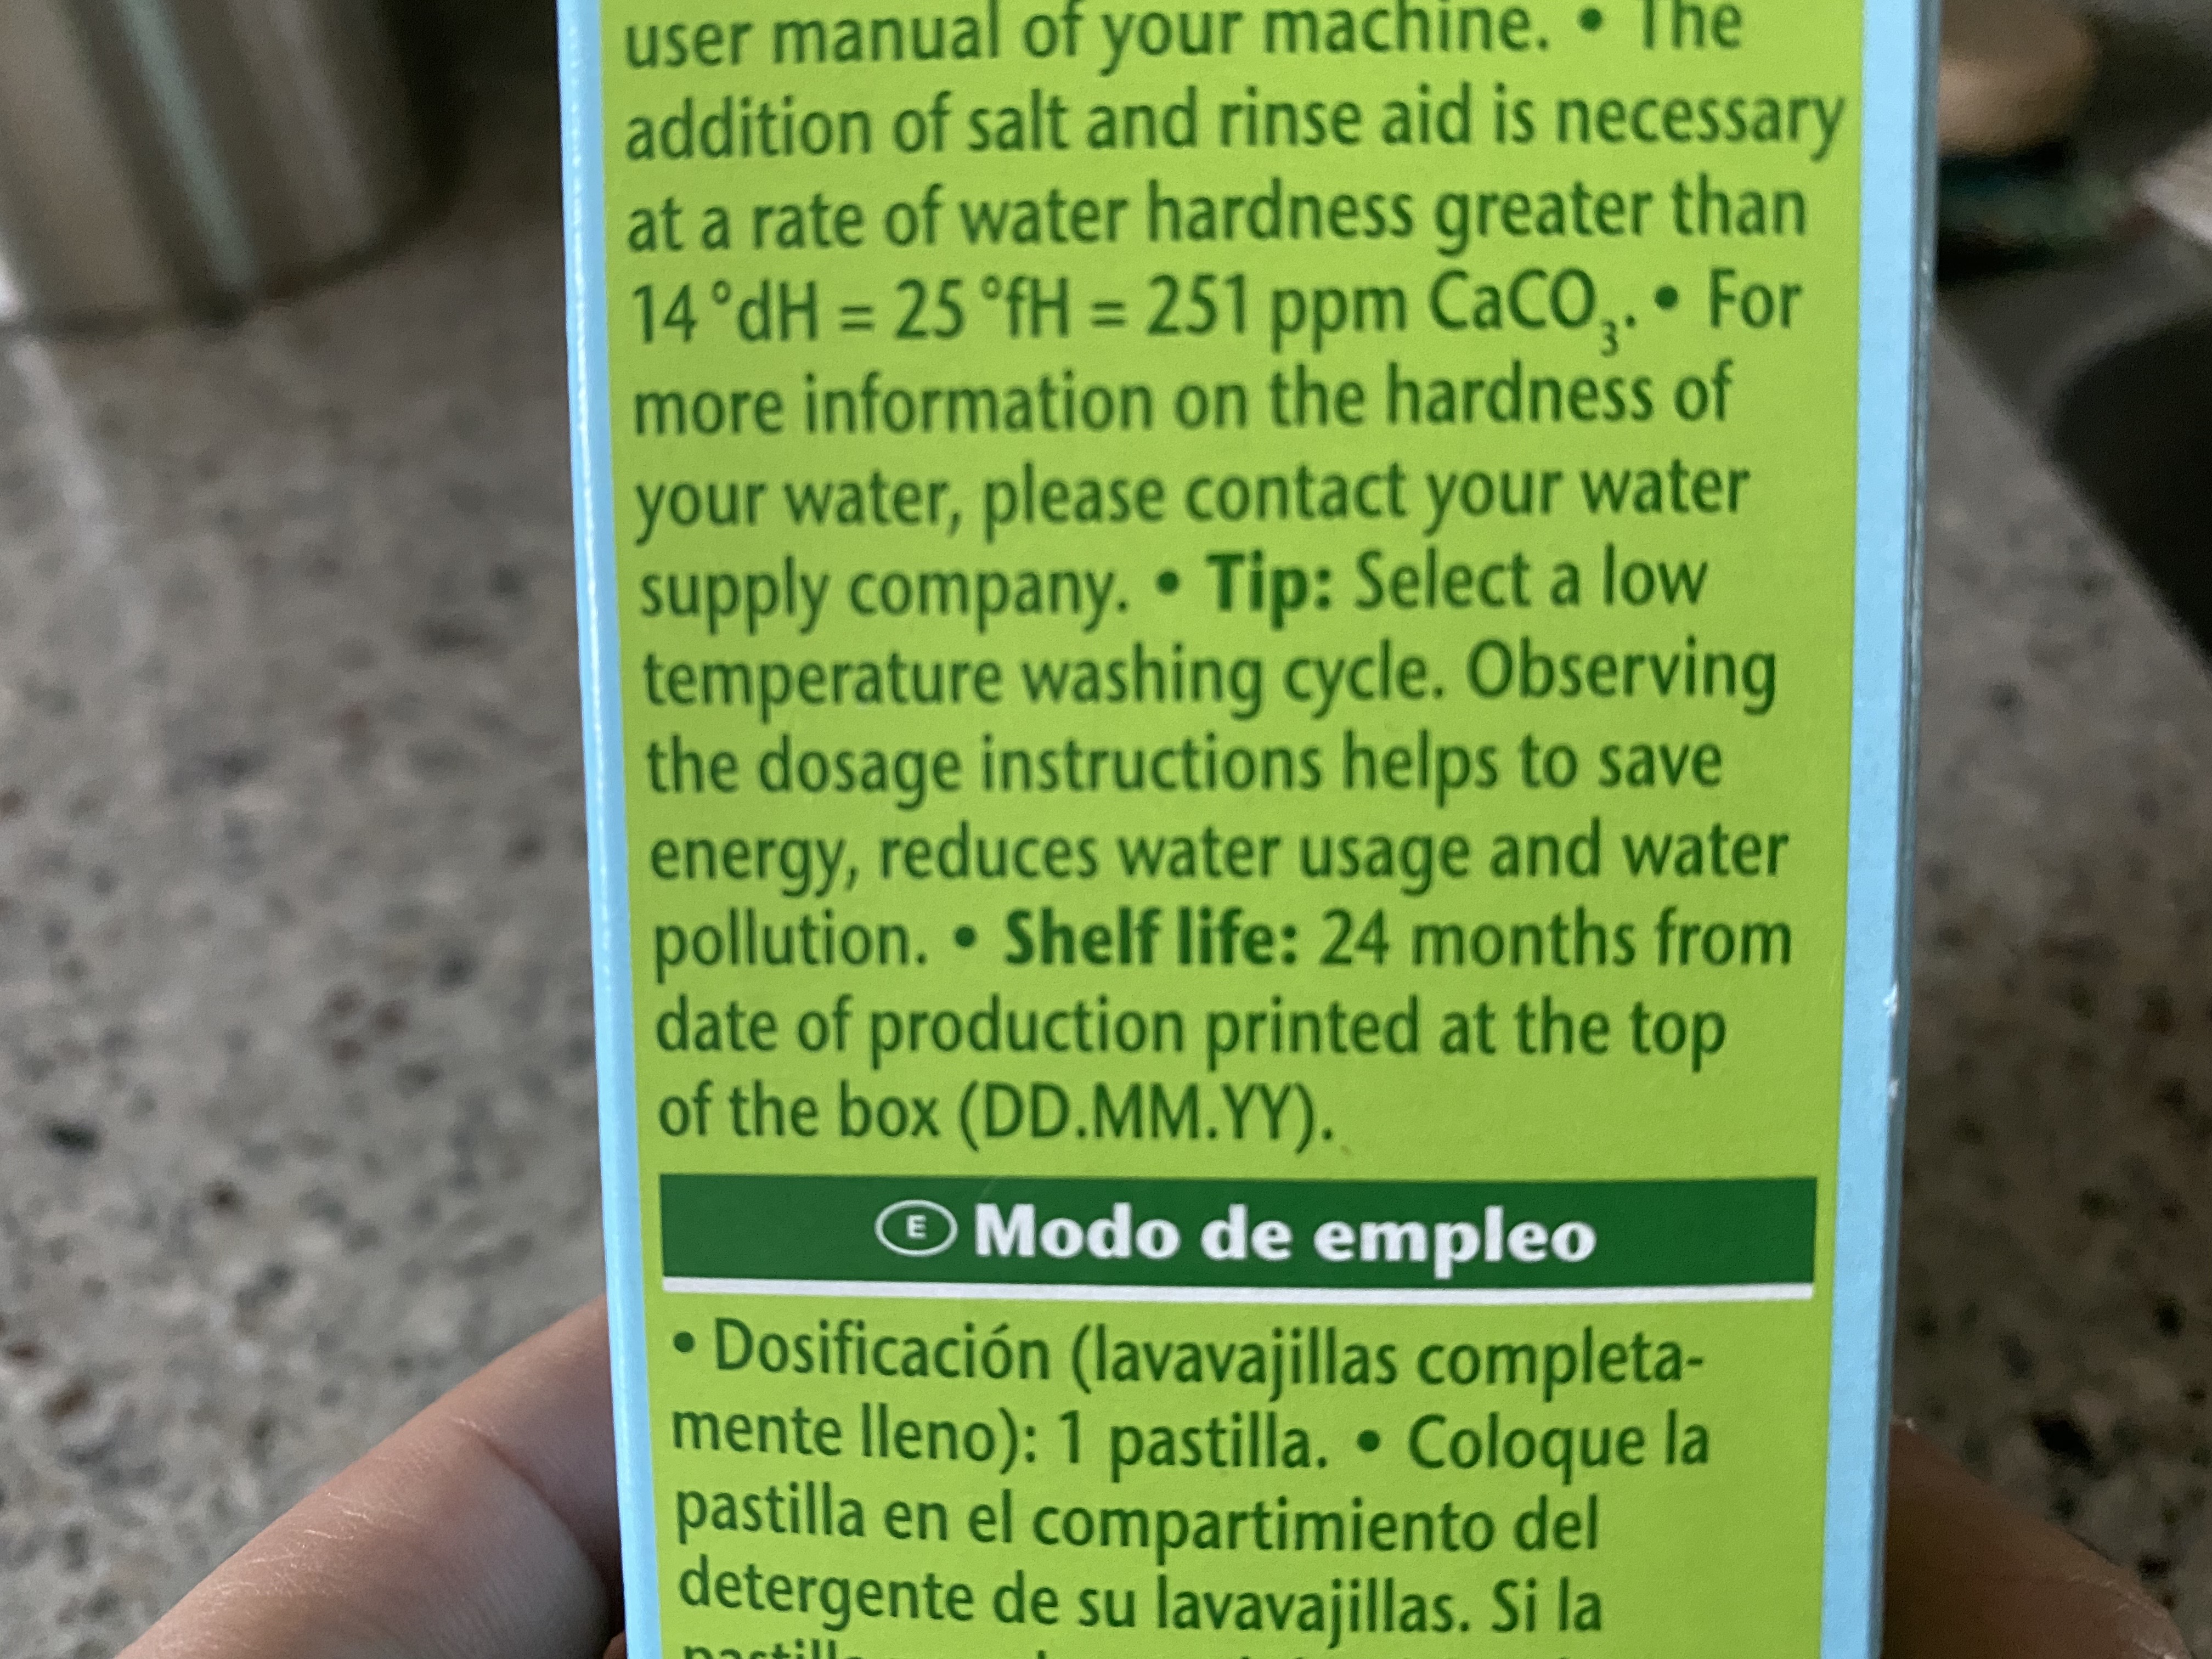 user manual of your machine. • The
addition of salt and rinse aid is necessary
at a rate of water hardness greater than
14 °dH = 25 °fH = 251 ppm CaCO₃. • For
more information on the hardness of
your water, please contact your water
supply company. • Tip: Select a low
temperature washing cycle. Observing
the dosage instructions helps to save
energy, reduces water usage and water
pollution. • Shelf life: 24 months from
date of production printed at the top
of the box (DD.MM.YY).
E Modo de empleo
• Dosificación (lavavajillas completa-
mente lleno): 1 pastilla. • Coloque la
pastilla en el compartimiento del
detergente de su lavavajillas. Si la